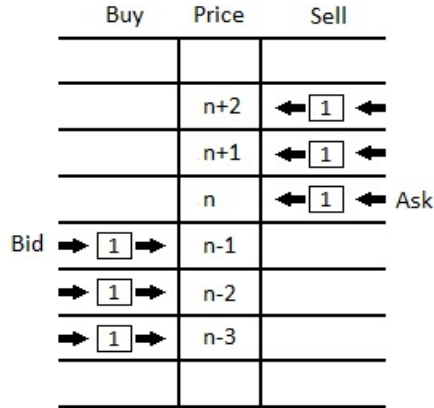 Buy Price Sell
n+2 1
n+1 1
n 1 Ask
Bid 1 n-1
1 n-2
1 n-3